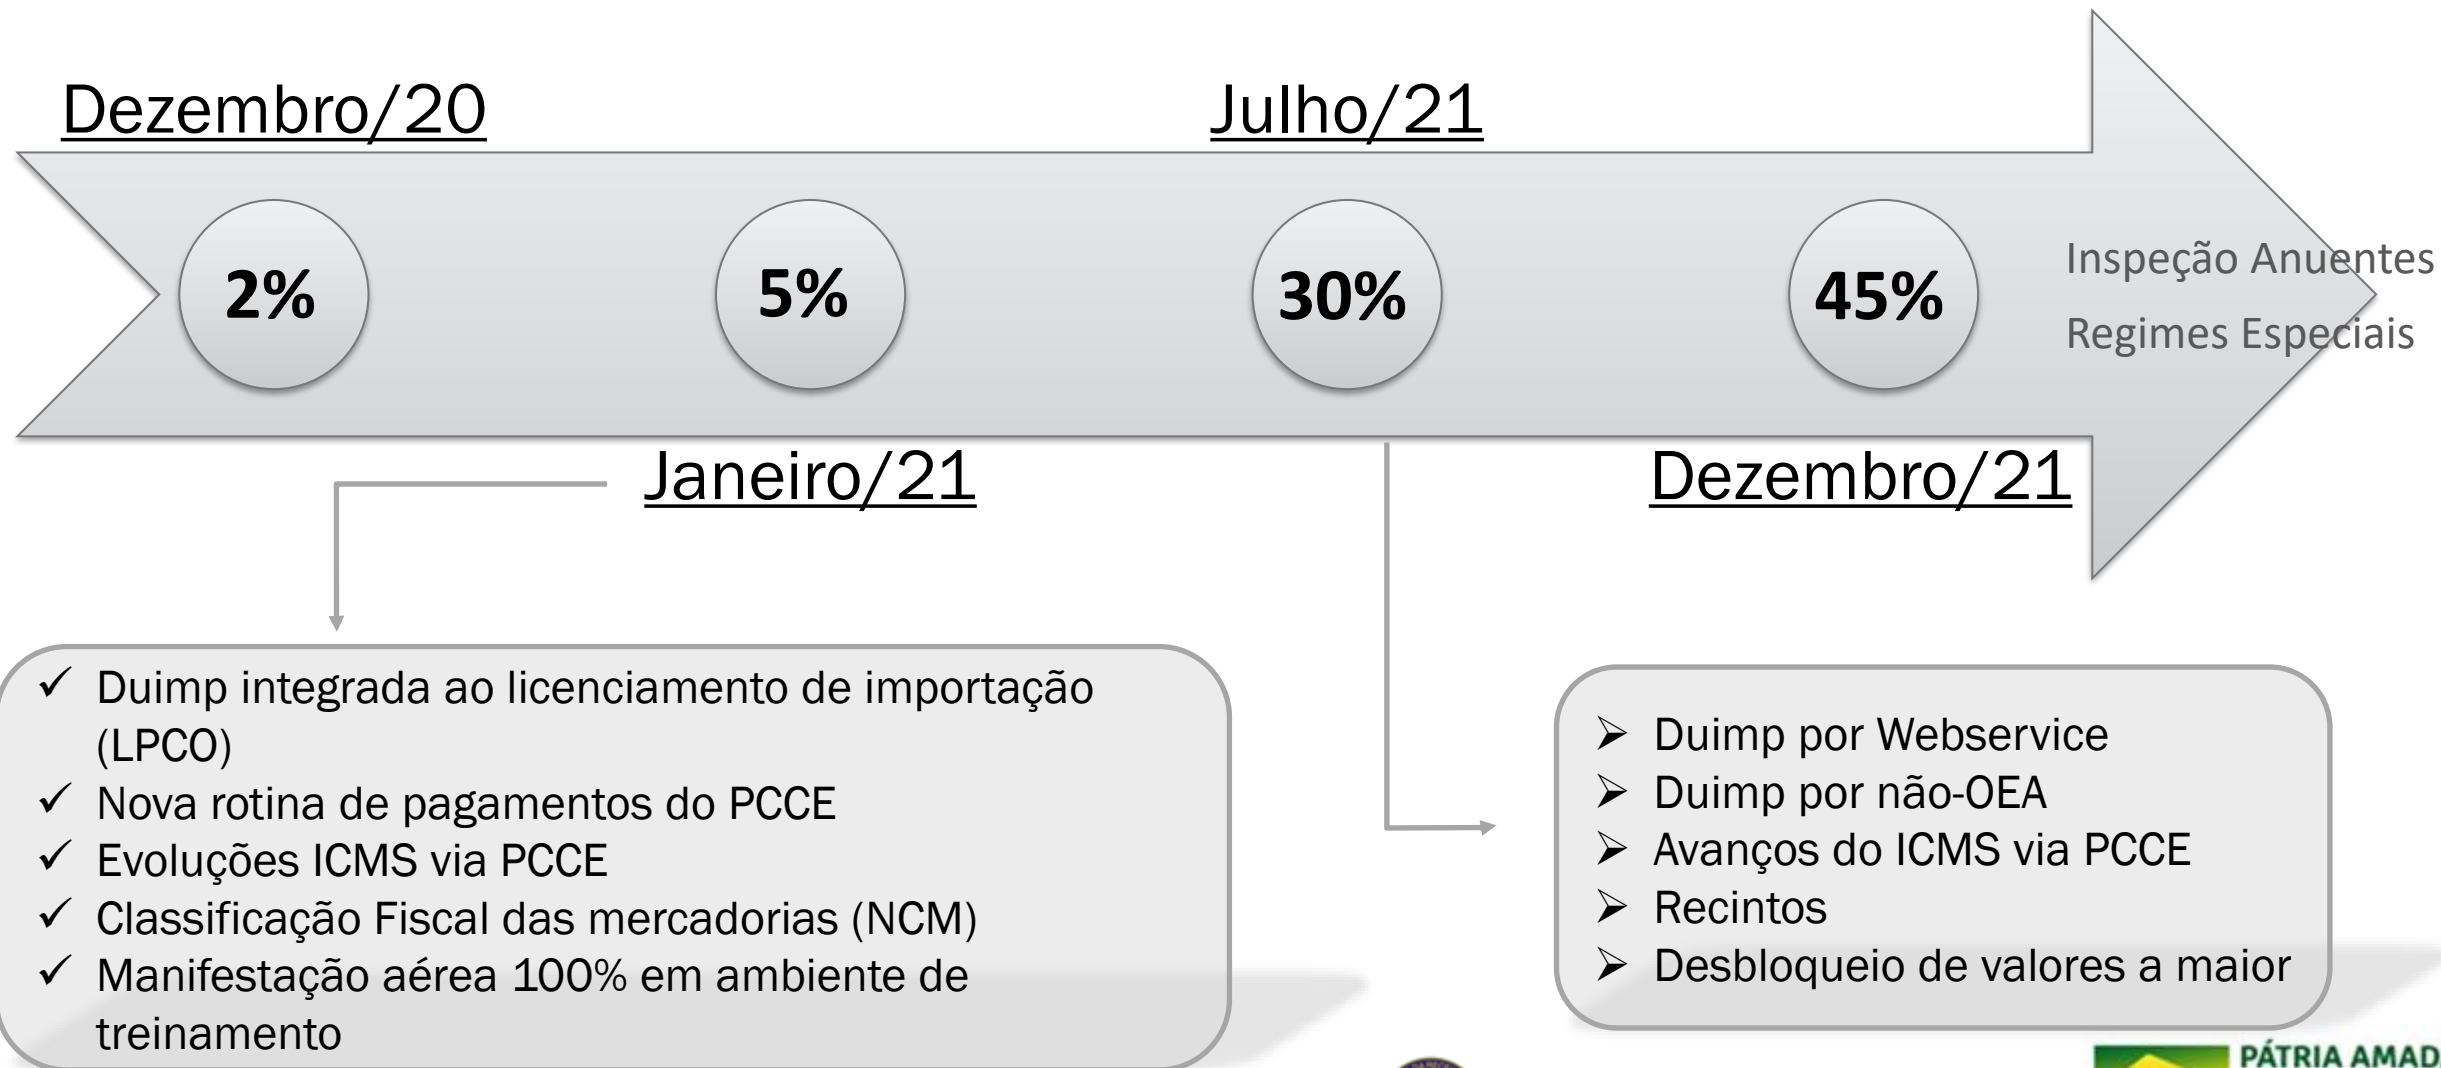 Dezembro/20
Julho/21
2%
5%
30%
45%
Inspeção Anuentes
Regimes Especiais
Janeiro/21
Dezembro/21
✓ Duimp integrada ao licenciamento de importação
(LPCO)
✓ Nova rotina de pagamentos do PCCE
✓ Evoluções ICMS via PCCE
✓ Classificação Fiscal das mercadorias (NCM)
✓ Manifestação aérea 100% em ambiente de
treinamento
➢ Duimp por Webservice
➢ Duimp por não-OEA
➢ Avanços do ICMS via PCCE
➢ Recintos
➢ Desbloqueio de valores a maior
PÁTRIA AMAD